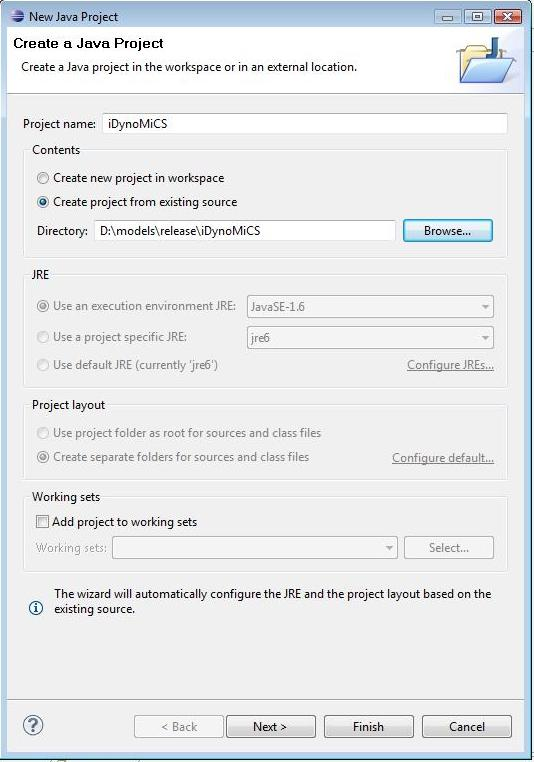 New Java Project
Create a Java Project
Create a Java project in the workspace or in an external location.
Project name: iDynoMiCS
Contents
Create new project in workspace
Create project from existing source
Directory: D:\models\release\iDynoMiCS Browse...
JRE
Use an execution environment JRE: JavaSE-1.6
Use a project specific JRE: jre6
Use default JRE (currently 'jre6') Configure JREs...
Project layout
Use project folder as root for sources and class files
Create separate folders for sources and class files Configure default...
Working sets
Add project to working sets
Working sets: Select...
The wizard will automatically configure the JRE and the project layout based on the
existing source.
? < Back Next > Finish Cancel